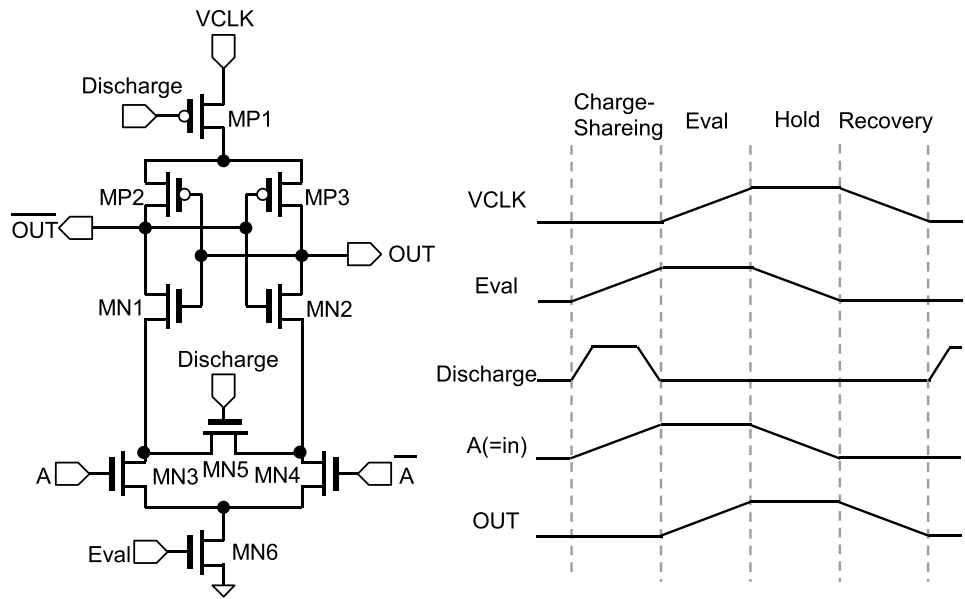 VCLK
Discharge
MP1
MP2
MP3
OUT
OUT
MN1
MN2
Discharge
A
MN3
MN5
MN4
A
Eval
MN6
Charge-
Shareing
Eval
Hold
Recovery
VCLK
Eval
Discharge
A(=in)
OUT